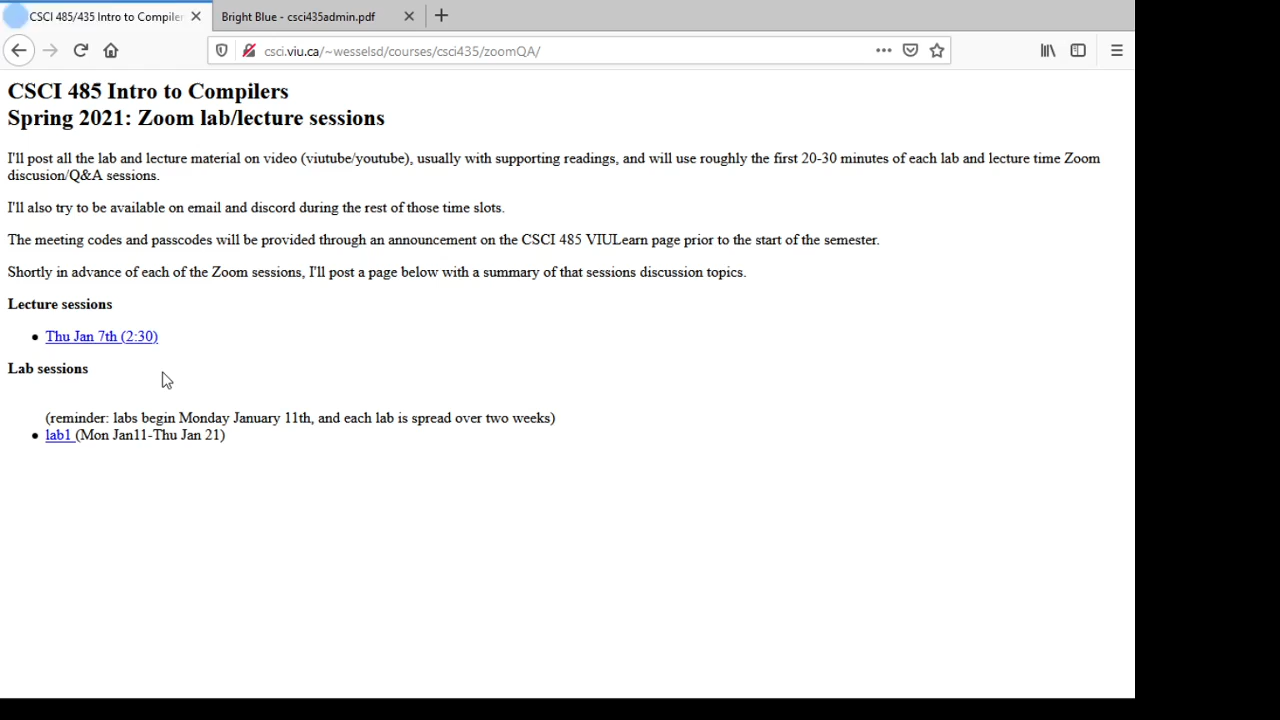 CSCI 485/435 Intro to Compiler
Bright Blue - csci435admin.pdf
csci.viu.ca/~wesselsd/courses/csci435/zoomQA/
CSCI 485 Intro to Compilers
Spring 2021: Zoom lab/lecture sessions
I'll post all the lab and lecture material on video (viutube/youtube), usually with supporting readings, and will use roughly the first 20-30 minutes of each lab and lecture time Zoom
discusion/Q&A sessions.
I'll also try to be available on email and discord during the rest of those time slots.
The meeting codes and passcodes will be provided through an announcement on the CSCI 485 VIULearn page prior to the start of the semester.
Shortly in advance of each of the Zoom sessions, I'll post a page below with a summary of that sessions discussion topics.
Lecture sessions
• Thu Jan 7th (2:30)
Lab sessions
(reminder: labs begin Monday January 11th, and each lab is spread over two weeks)
• lab1 (Mon Jan11-Thu Jan 21)